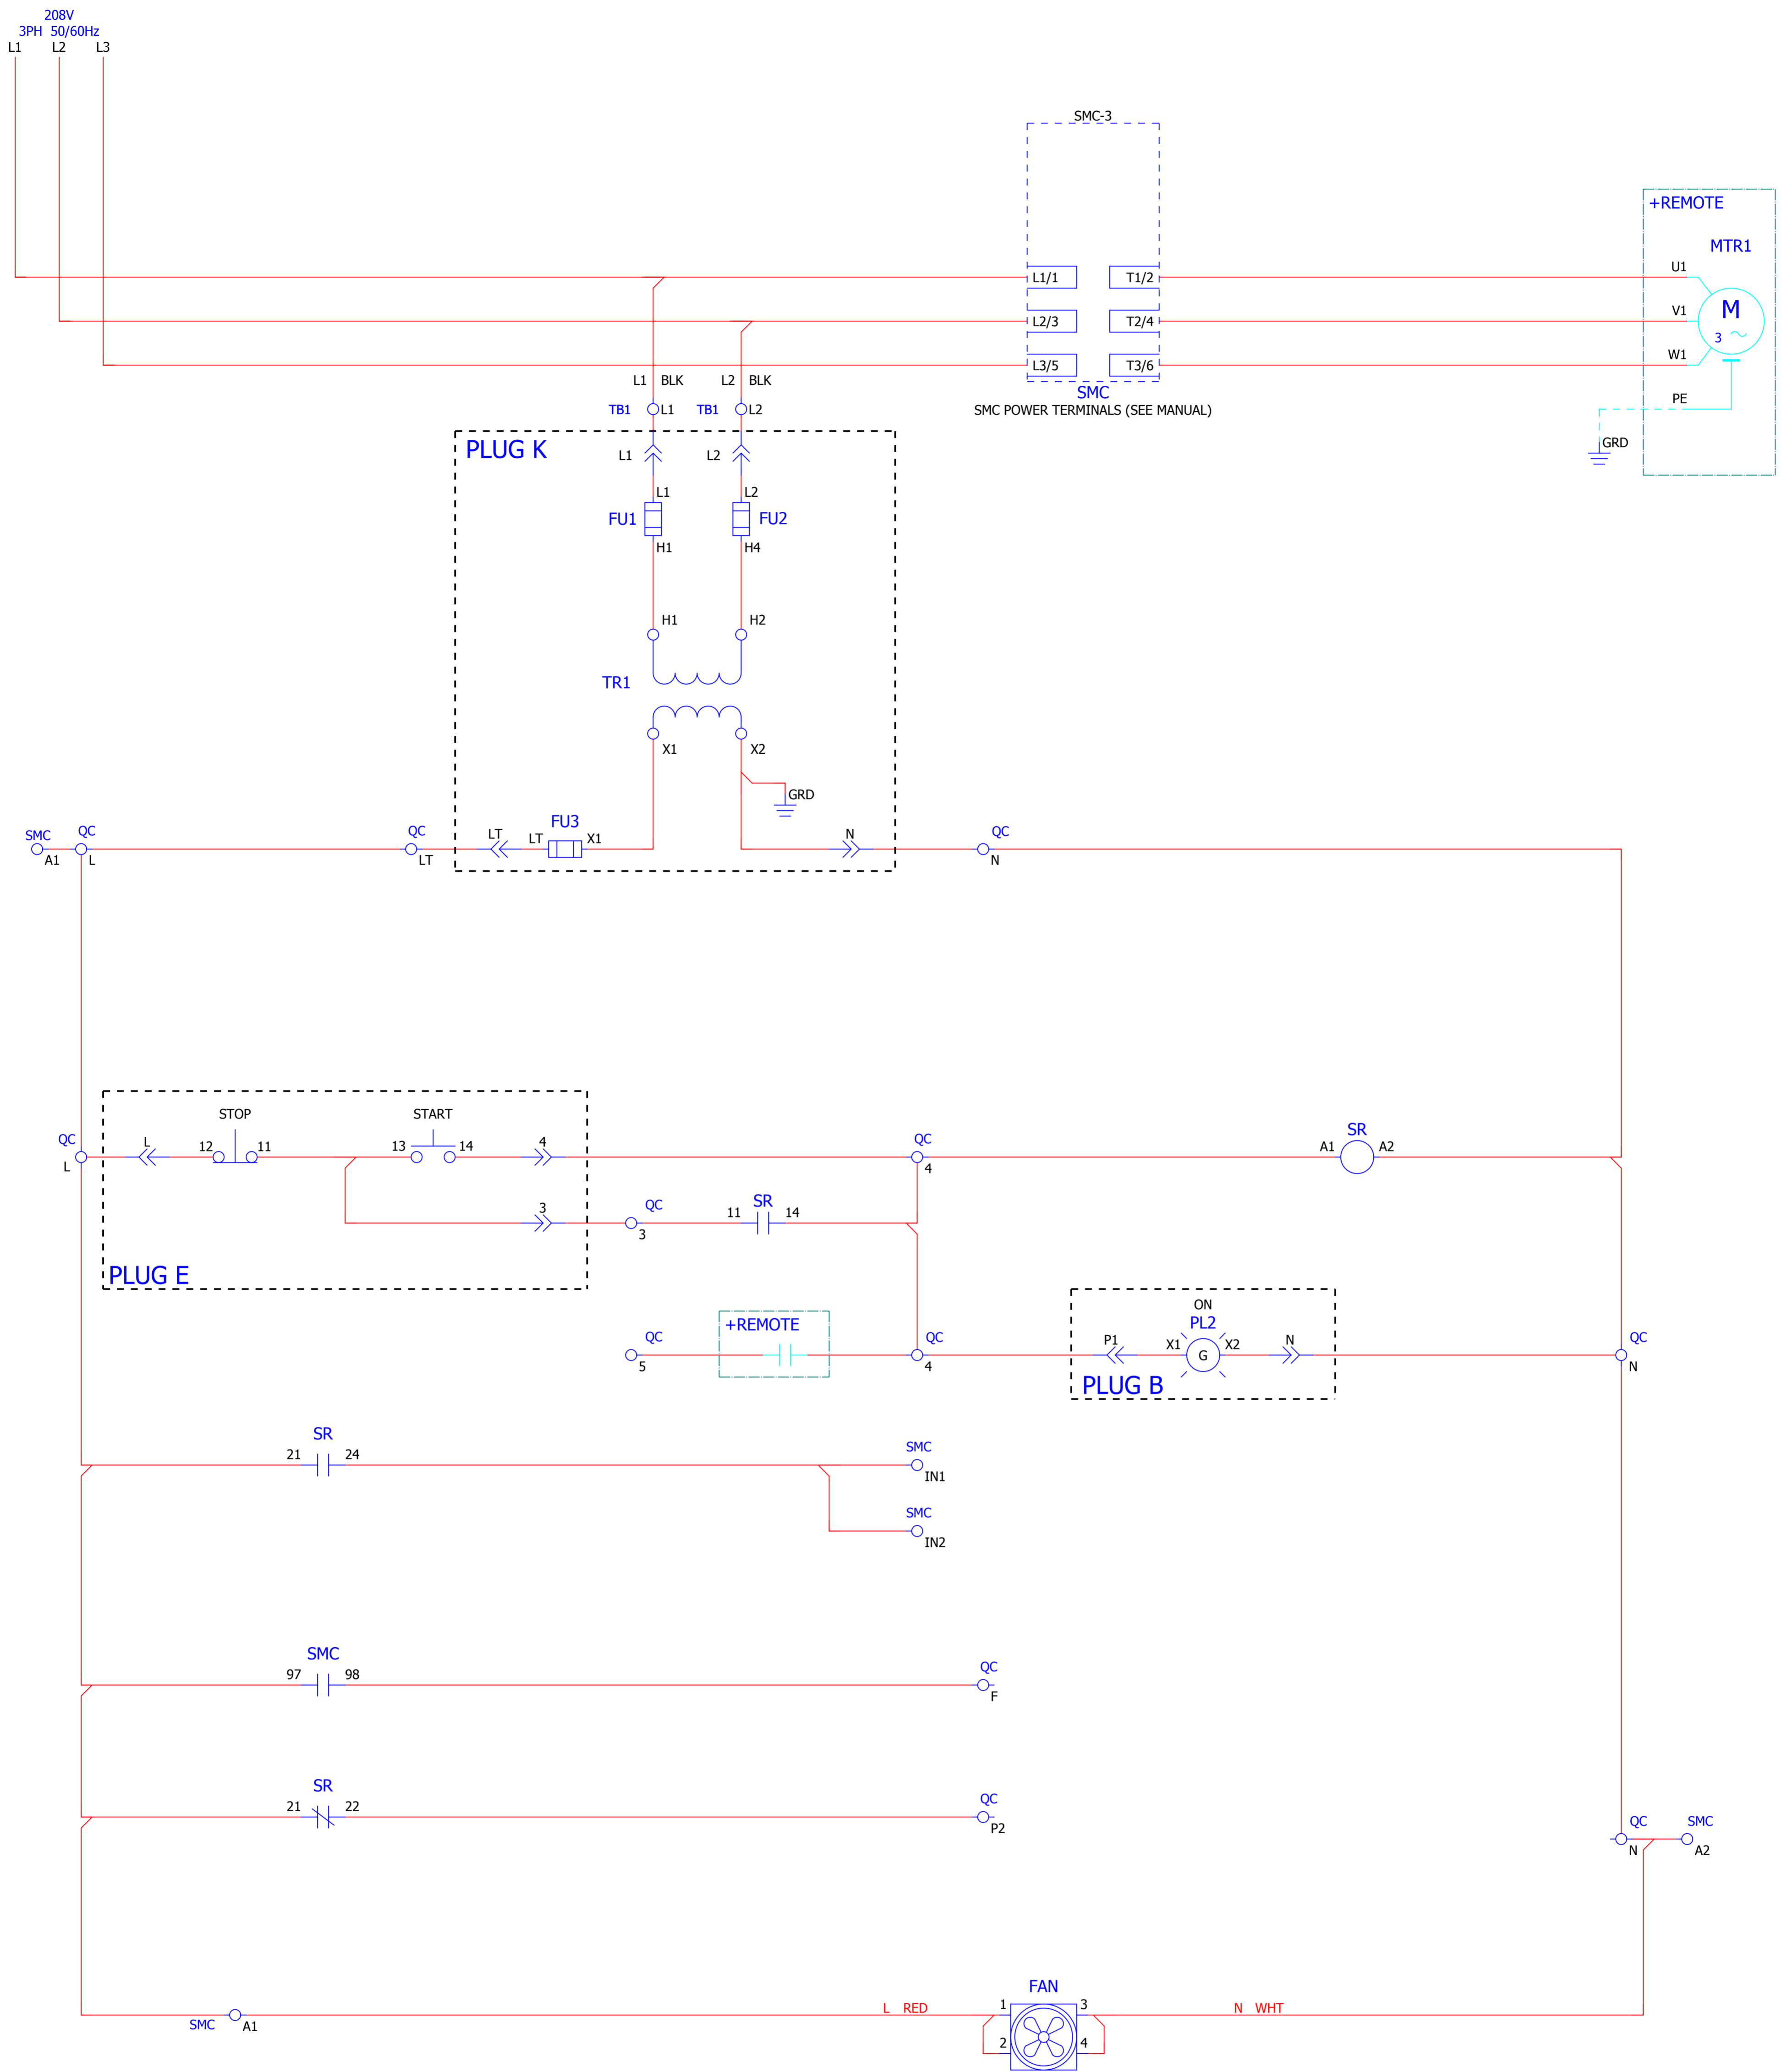 208V
3PH 50/60Hz
L1 L2 L3
SMC-3
+REMOTE
MTR1
U1
L1/1 T1/2
V1 M
3
L2/3 T2/4
W1
L3/5 T3/6
L1 BLK L2 BLK
SMC
PE
TB1 L1 TB1 L2
SMC POWER TERMINALS (SEE MANUAL)
GRD
PLUG K
L1 L2
L1 L2
FU1 FU2
H1 H4
H1 H2
TR1
X1 X2
GRD
FU3
SMC QC QC LT LT X1 N QC
A1 L LT N
STOP START
QC L 12 11 13 14 4 QC SR
A1 A2
L 4
3 QC 11 SR 14
3
PLUG E
ON
+REMOTE PL2
QC QC P1 X1 G X2 N QC
5 4 N
PLUG B
SR
21 24 SMC
IN1
SMC
IN2
SMC
97 98 QC
F
SR
21 22 QC
P2
QC SMC
N A2
FAN
L RED 1 3 N WHT
SMC A1
2 4